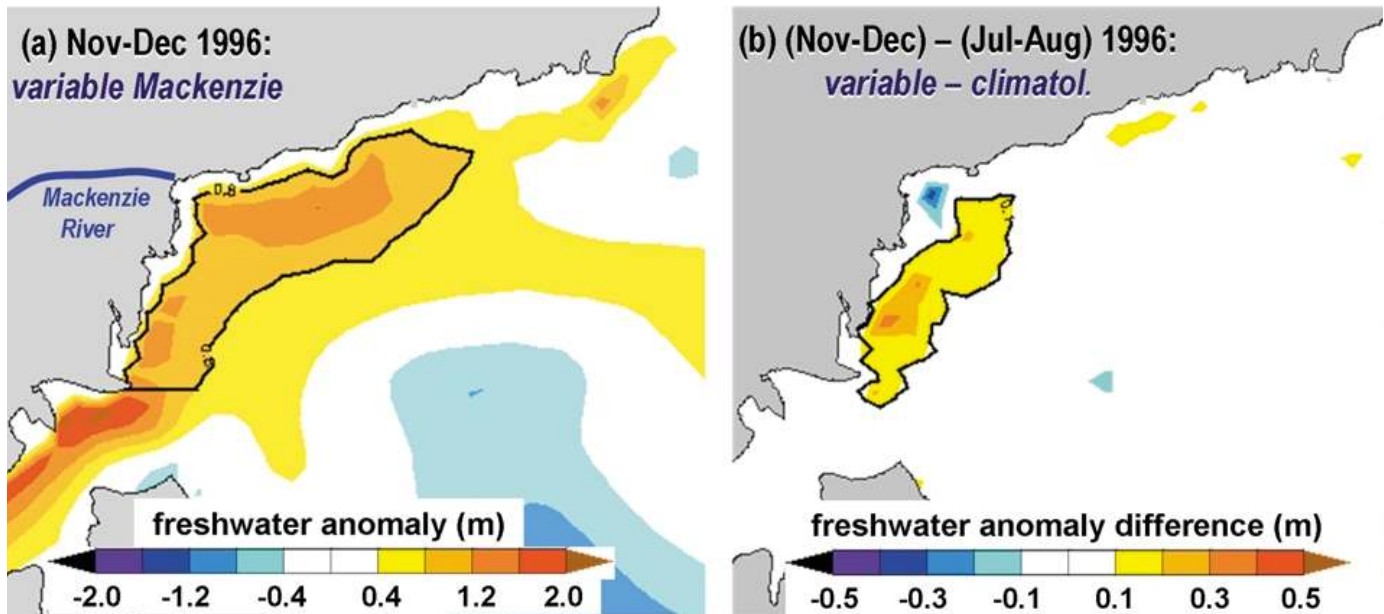 (a) Nov-Dec 1996:
variable Mackenzie
Mackenzie
River
0.8
freshwater anomaly (m)
-2.0 -1.2 -0.4 0.4 1.2 2.0
(b) (Nov-Dec) – (Jul-Aug) 1996:
variable – climatol.
freshwater anomaly difference (m)
-0.5 -0.3 -0.1 0.1 0.3 0.5